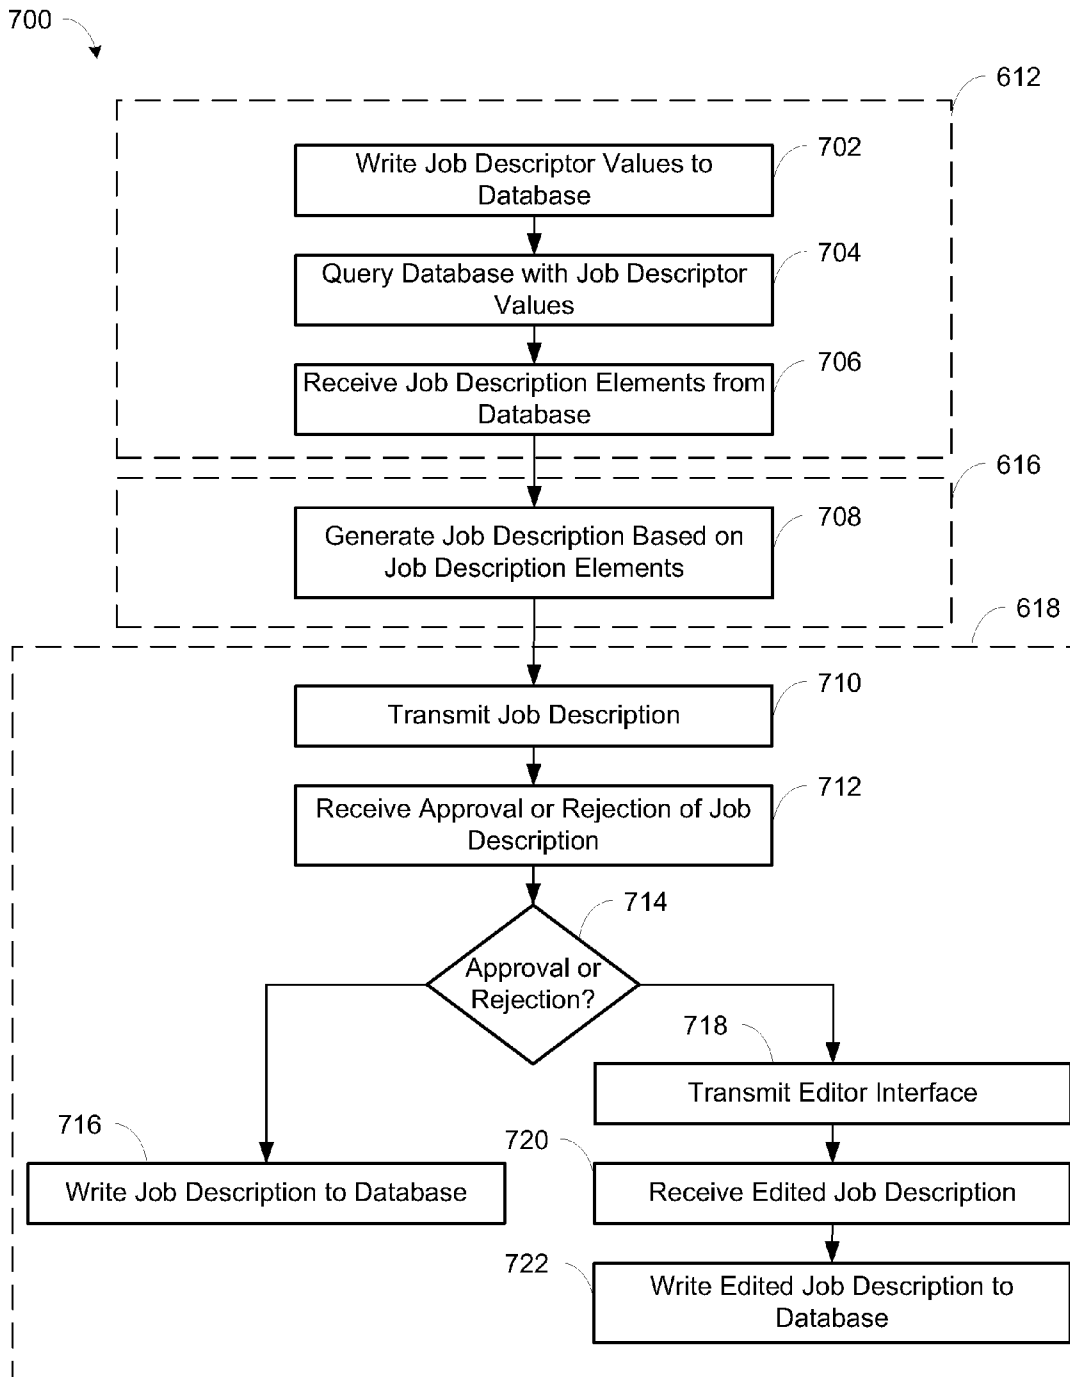 700
612
702
Write Job Descriptor Values to
Database
704
Query Database with Job Descriptor
Values
706
Receive Job Description Elements from
Database
616
708
Generate Job Description Based on
Job Description Elements
618
710
Transmit Job Description
712
Receive Approval or Rejection of Job
Description
714
Approval or
Rejection?
718
Transmit Editor Interface
716
Write Job Description to Database
720
Receive Edited Job Description
722
Write Edited Job Description to
Database